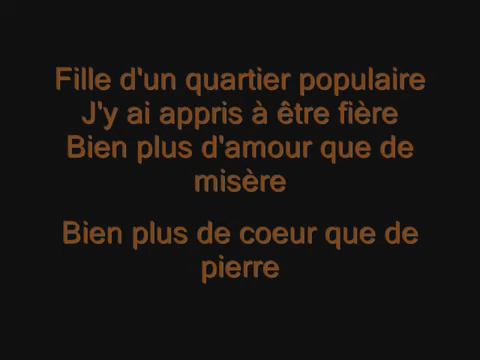 Fille d'un quartier populaire
J'y ai appris à être fière
Bien plus d'amour que de
misère
Bien plus de coeur que de
pierre